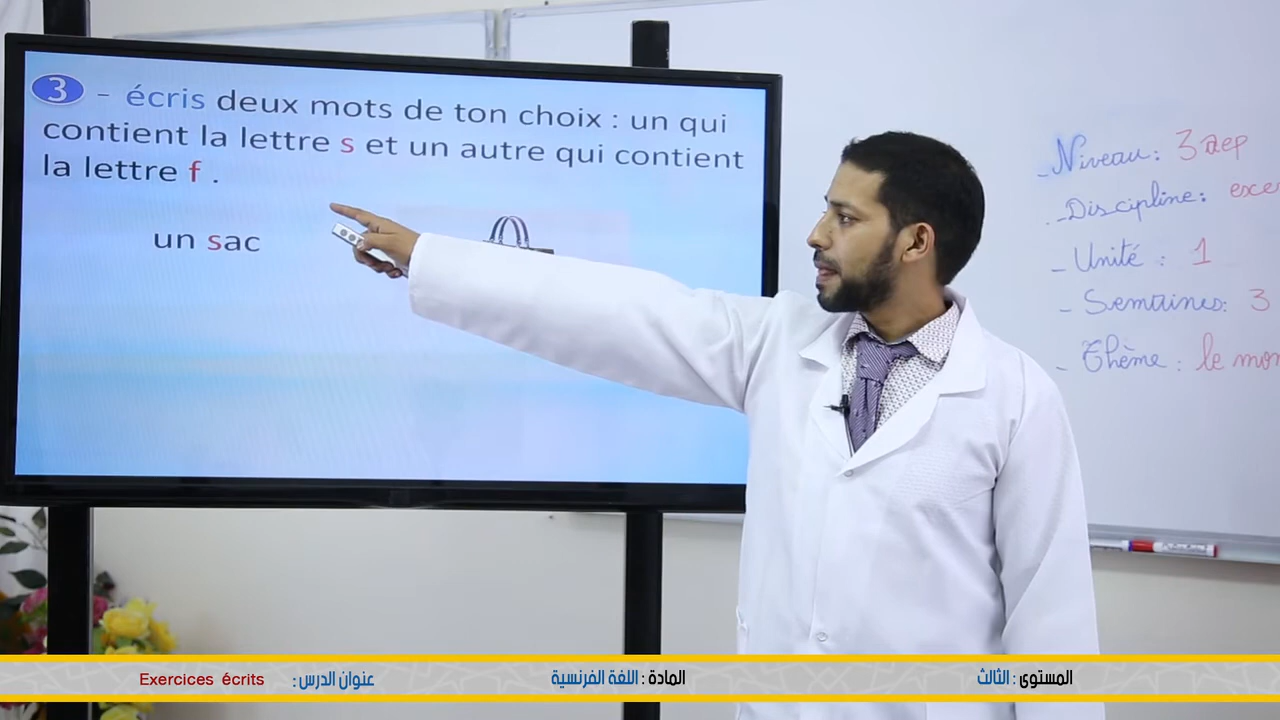 3 - écris deux mots de ton choix : un qui
contient la lettre s et un autre qui contient
la lettre f .
un sac
- Niveau : 3 aep
- Discipline :
- Unité : 1
- Semaines : 3
- Thème : le
المستوى : الثالث
المادة : اللغة الفرنسية
عنوان الدرس : Exercices écrits